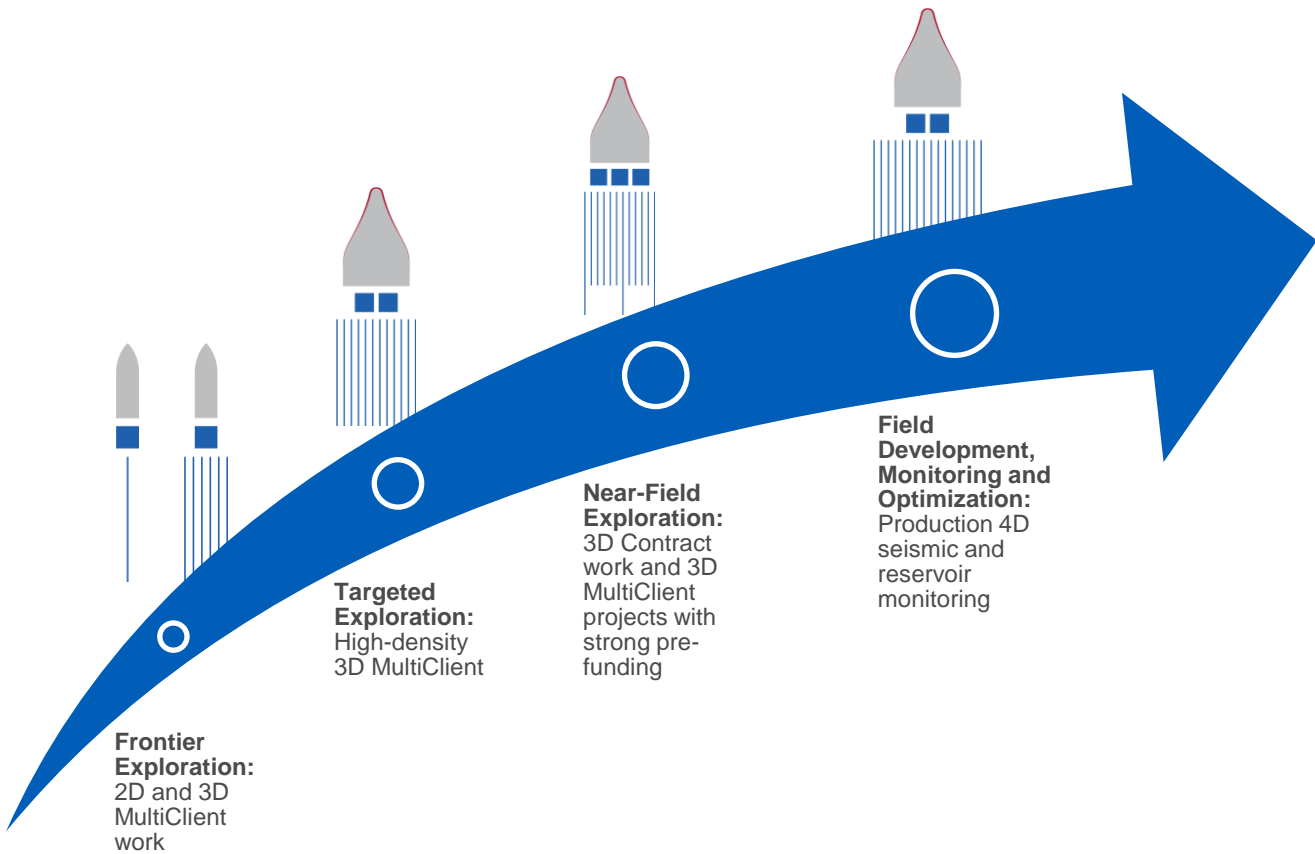 Frontier
Exploration:
2D and 3D
MultiClient
work
Targeted
Exploration:
High-density
3D MultiClient
Near-Field
Exploration:
3D Contract
work and 3D
MultiClient
projects with
strong pre-
funding
Field
Development,
Monitoring and
Optimization:
Production 4D
seismic and
reservoir
monitoring